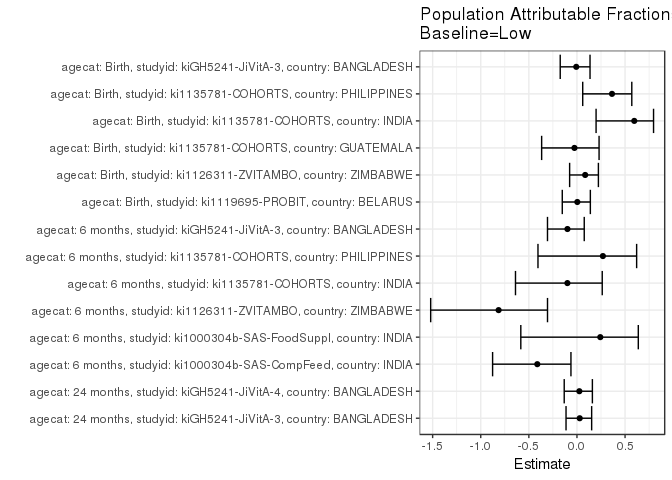 Population Attributable Fraction
Baseline=Low
agecat: Birth, studyid: kiGH5241-JiVitA-3, country: BANGLADESH
agecat: Birth, studyid: ki1135781-COHORTS, country: PHILIPPINES
agecat: Birth, studyid: ki1135781-COHORTS, country: INDIA
agecat: Birth, studyid: ki1135781-COHORTS, country: GUATEMALA
agecat: Birth, studyid: ki1126311-ZVITAMBO, country: ZIMBABWE
agecat: Birth, studyid: ki1119695-PROBIT, country: BELARUS
agecat: 6 months, studyid: kiGH5241-JiVitA-3, country: BANGLADESH
agecat: 6 months, studyid: ki1135781-COHORTS, country: PHILIPPINES
agecat: 6 months, studyid: ki1135781-COHORTS, country: INDIA
agecat: 6 months, studyid: ki1126311-ZVITAMBO, country: ZIMBABWE
agecat: 6 months, studyid: ki1000304b-SAS-FoodSuppl, country: INDIA
agecat: 6 months, studyid: ki1000304b-SAS-CompFeed, country: INDIA
agecat: 24 months, studyid: kiGH5241-JiVitA-4, country: BANGLADESH
agecat: 24 months, studyid: kiGH5241-JiVitA-3, country: BANGLADESH
-1.5 -1.0 -0.5 0.0 0.5
Estimate